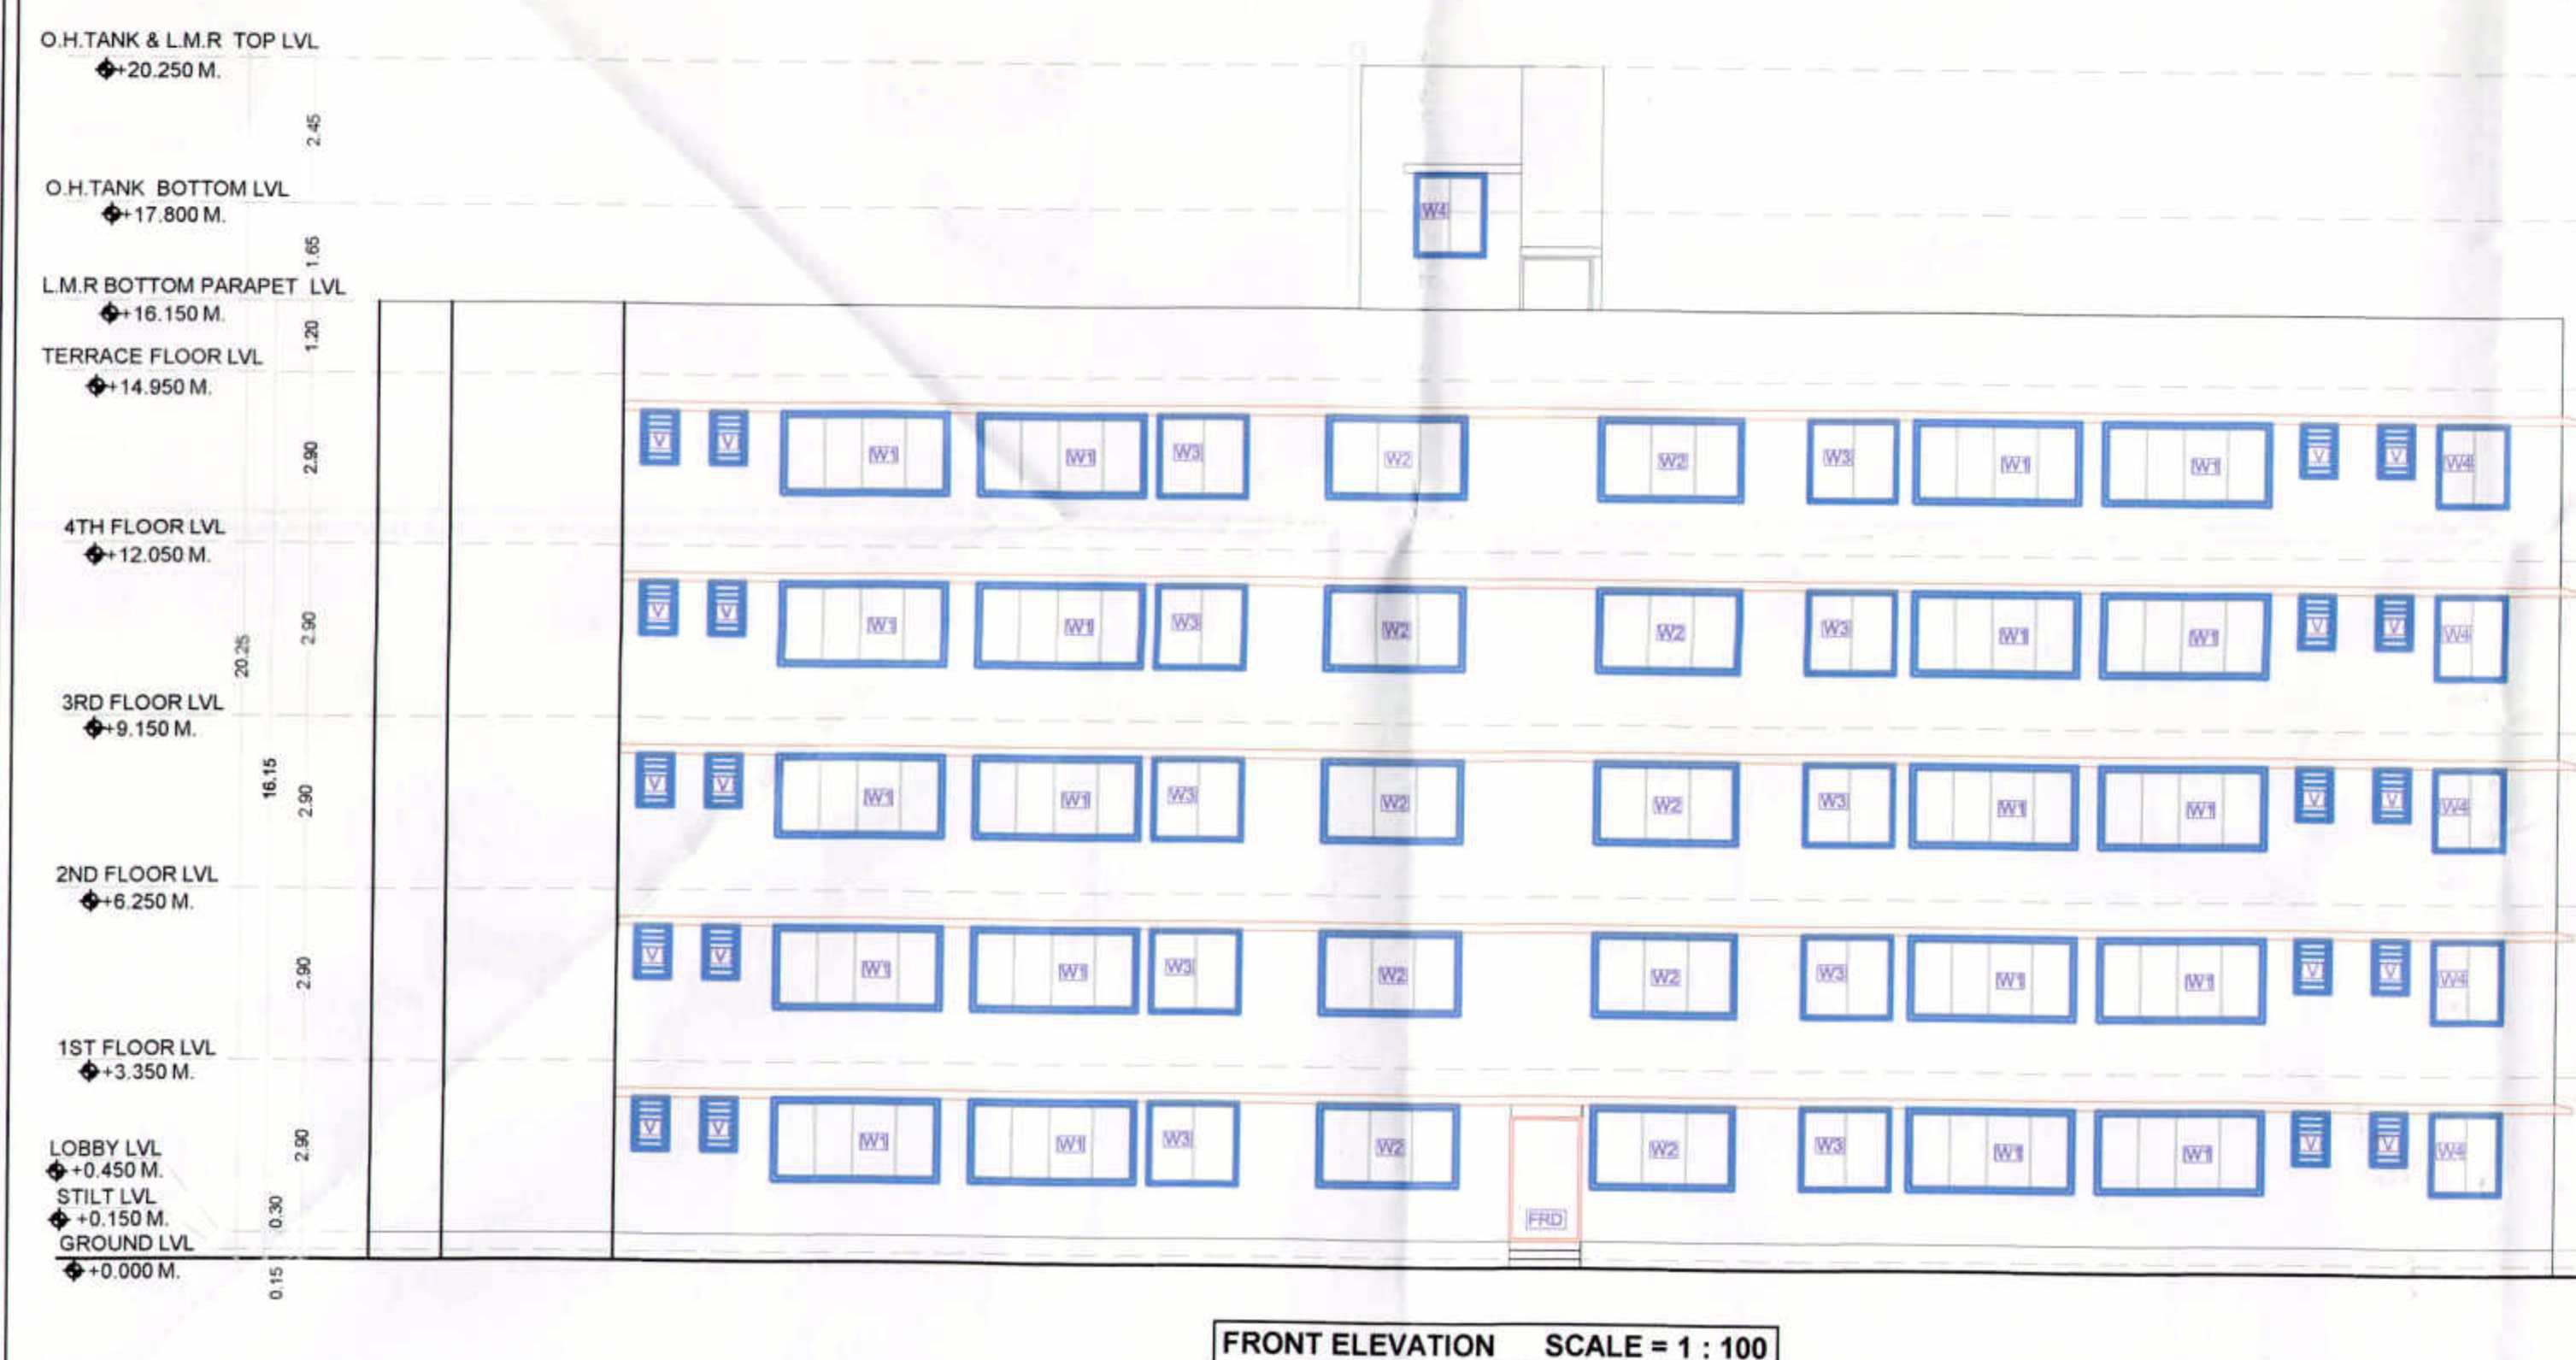 O.H.TANK & L.M.R TOP LVL
+20.250 M.
2.45
O.H.TANK BOTTOM LVL
+17.800 M.
1.65
L.M.R BOTTOM PARAPET LVL
+16.150 M.
1.20
TERRACE FLOOR LVL
+14.950 M.
2.90
4TH FLOOR LVL
+12.050 M.
2.90
20.25
3RD FLOOR LVL
+9.150 M.
16.15
2.90
2ND FLOOR LVL
+6.250 M.
2.90
1ST FLOOR LVL
+3.350 M.
2.90
LOBBY LVL
+0.450 M.
STILT LVL
+0.150 M.
0.30
GROUND LVL
+0.000 M.
0.15
W4
V V W1 W1 W3 W2 W2 W3 W1 W1 V V W4
V V W1 W1 W3 W2 W2 W3 W1 W1 V V W4
V V W1 W1 W3 W2 W2 W3 W1 W1 V V W4
V V W1 W1 W3 W2 W2 W3 W1 W1 V V W4
V V W1 W1 W3 W2 W2 W3 W1 W1 V V W4
FRD
FRONT ELEVATION SCALE = 1 : 100